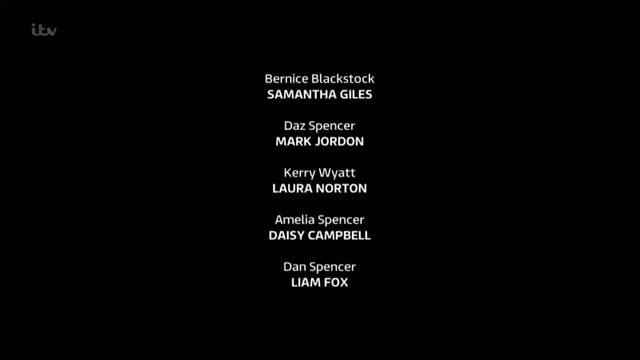 itv
Bernice Blackstock
SAMANTHA GILES
Daz Spencer
MARK JORDON
Kerry Wyatt
LAURA NORTON
Amelia Spencer
DAISY CAMPBELL
Dan Spencer
LIAM FOX